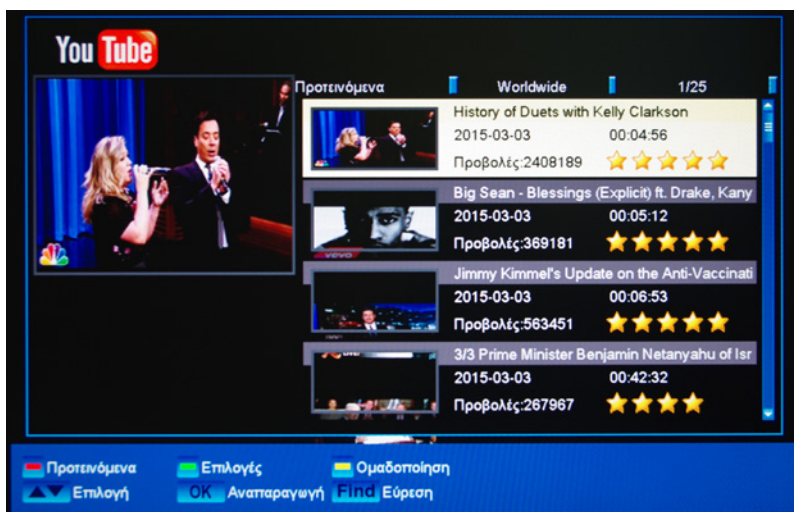 You Tube
Προτεινόμενα Worldwide 1/25
History of Duets with Kelly Clarkson
2015-03-03 00:04:56
Προβολές:2408189
Big Sean - Blessings (Explicit) ft. Drake, Kany
2015-03-03 00:05:12
Προβολές:369181
vevo
Jimmy Kimmel's Update on the Anti-Vaccinati
2015-03-03 00:06:53
Προβολές:563451
3/3 Prime Minister Benjamin Netanyahu of Isr
2015-03-03 00:42:32
Προβολές:267967
Προτεινόμενα Επιλογές Ομαδοποίηση
Επιλογή OK Αναπαραγωγή Find Εύρεση